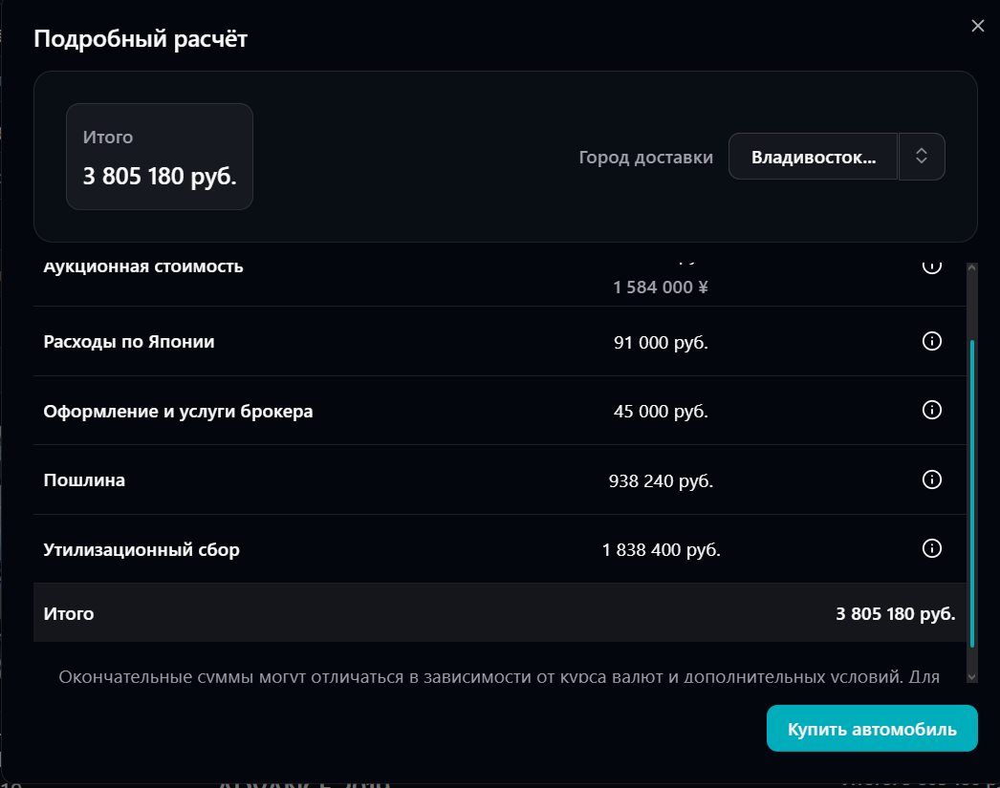 Подробный расчёт
Итого
3 805 180 руб.
Город доставки
Владивосток...
Аукционная стоимость
1 584 000 ¥
Расходы по Японии
91 000 руб.
Оформление и услуги брокера
45 000 руб.
Пошлина
938 240 руб.
Утилизационный сбор
1 838 400 руб.
Итого
3 805 180 руб.
Окончательные суммы могут отличаться в зависимости от курса валют и дополнительных условий. Для
Купить автомобиль